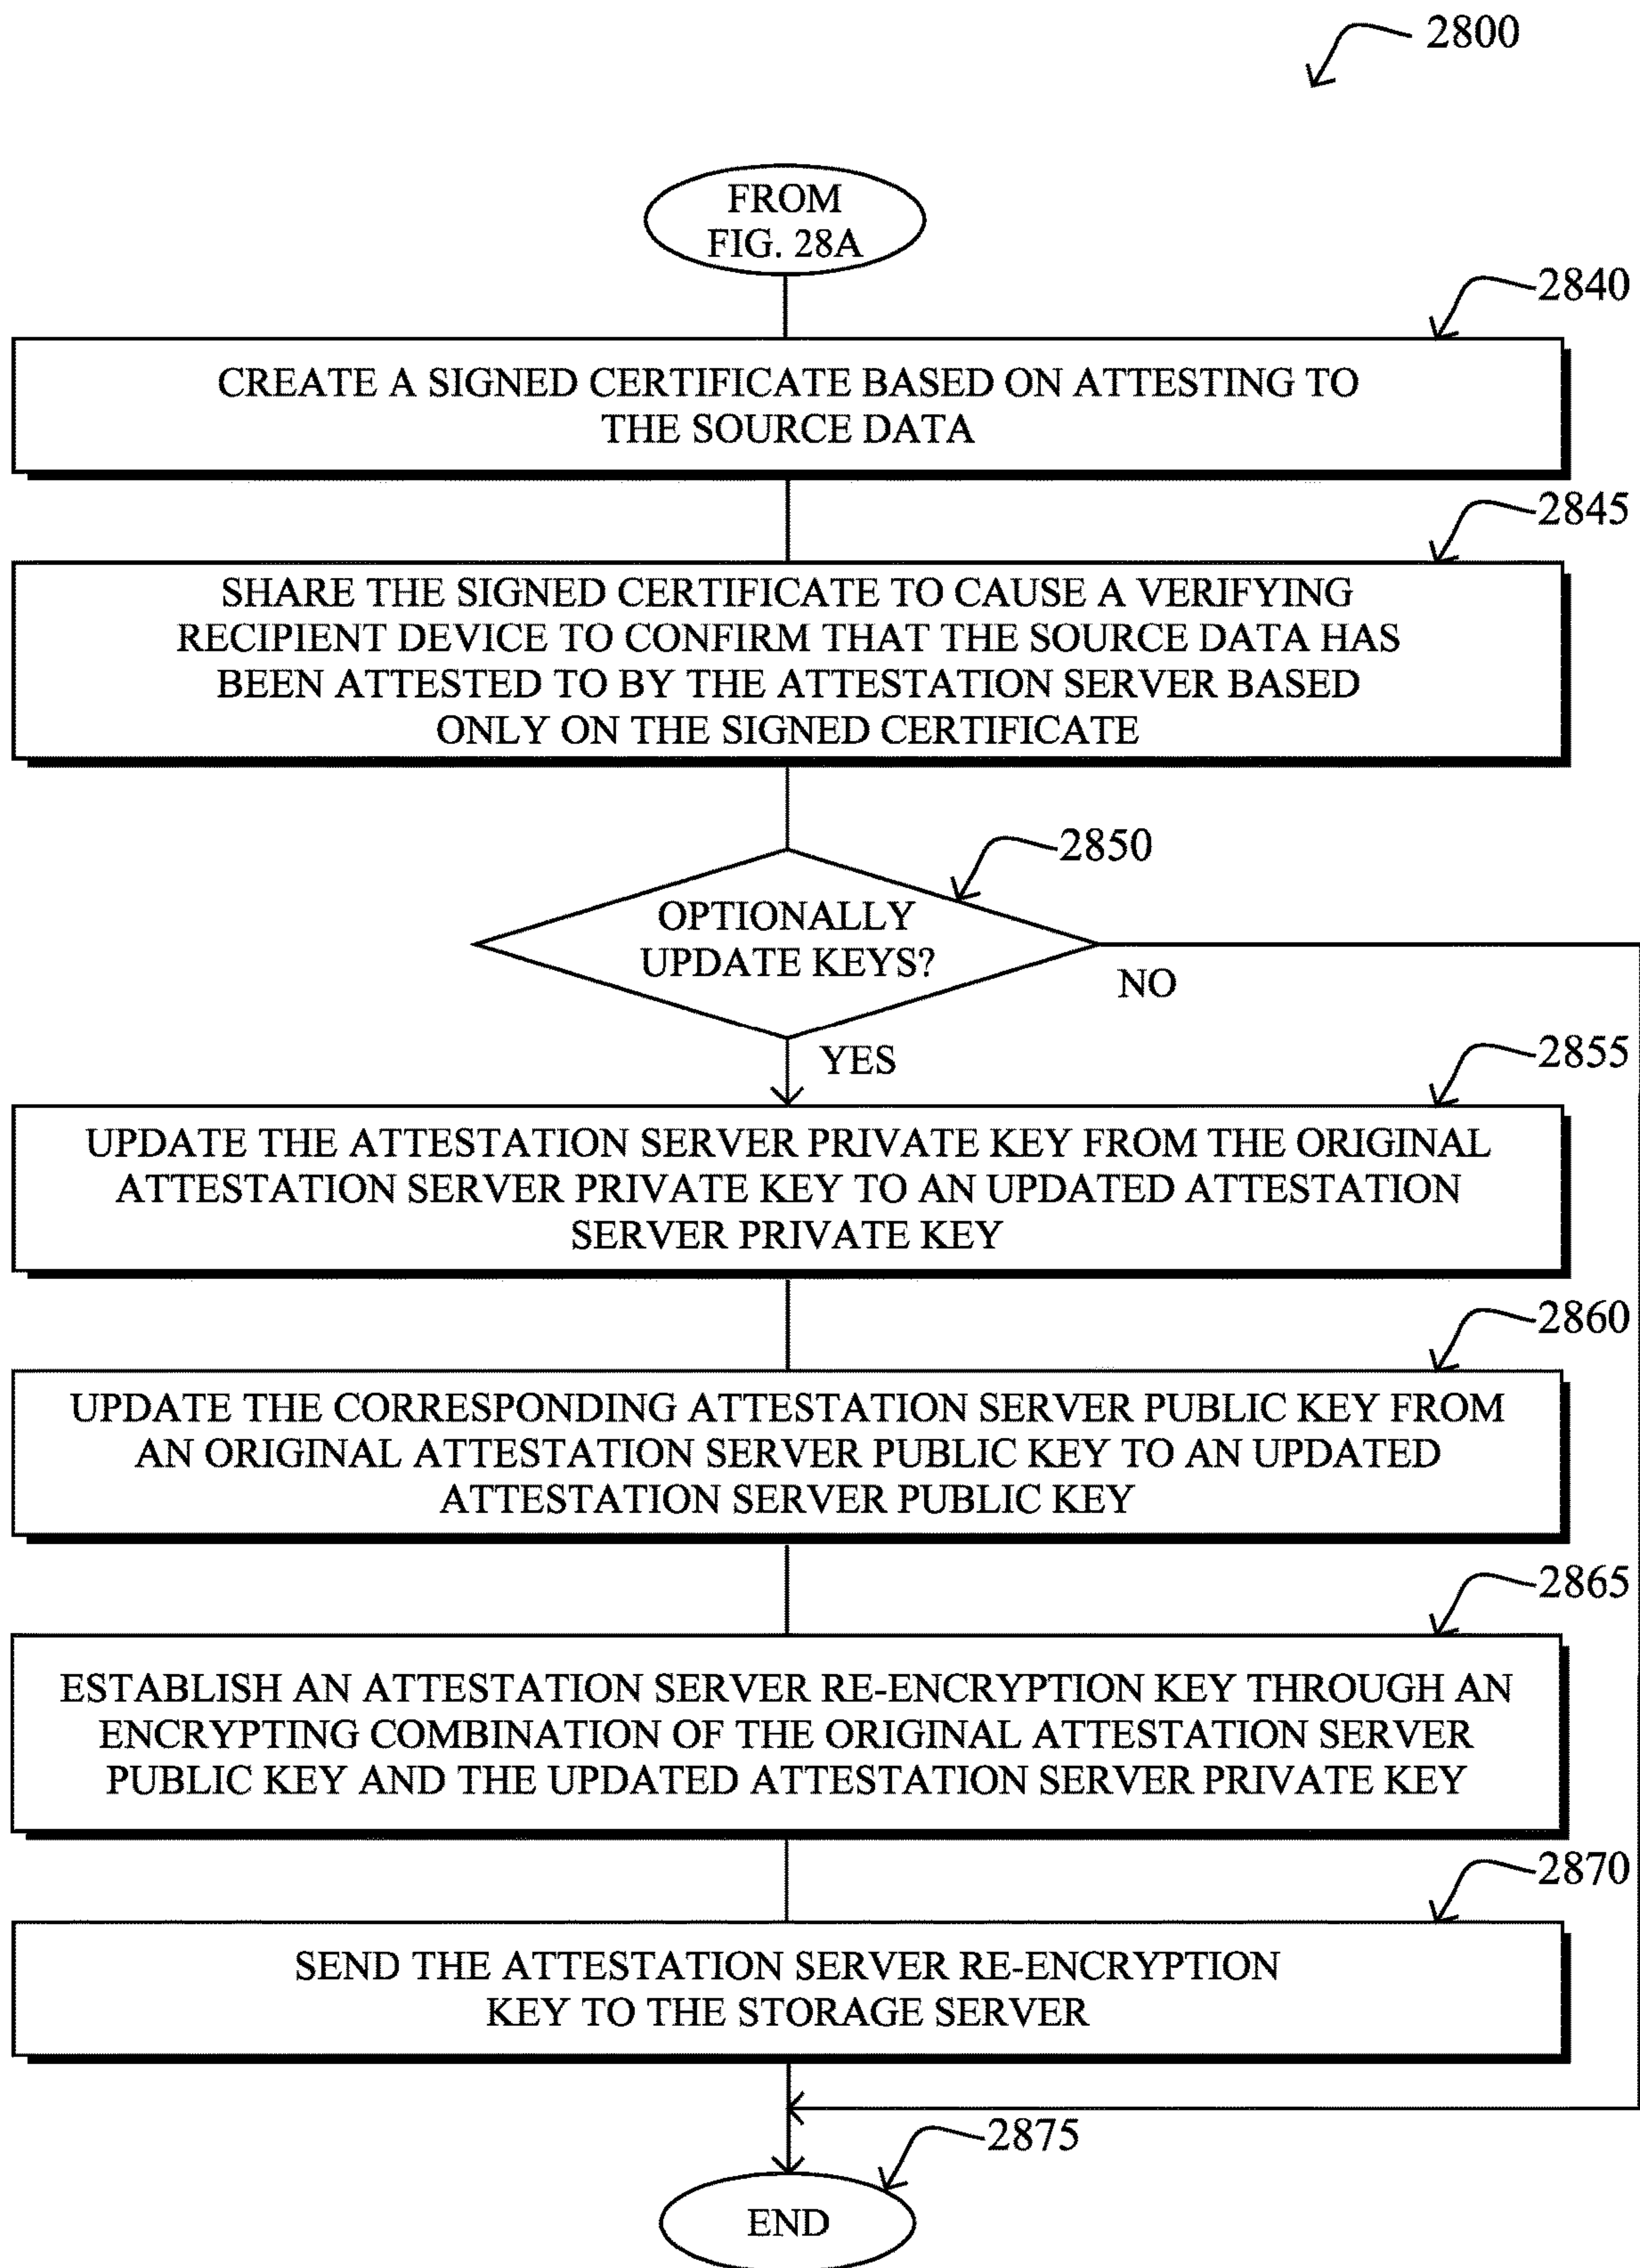 2800
FROM
FIG. 28A
2840
CREATE A SIGNED CERTIFICATE BASED ON ATTESTING TO
THE SOURCE DATA
2845
SHARE THE SIGNED CERTIFICATE TO CAUSE A VERIFYING
RECIPIENT DEVICE TO CONFIRM THAT THE SOURCE DATA HAS
BEEN ATTESTED TO BY THE ATTESTATION SERVER BASED
ONLY ON THE SIGNED CERTIFICATE
2850
OPTIONALLY
UPDATE KEYS?
NO
YES
2855
UPDATE THE ATTESTATION SERVER PRIVATE KEY FROM THE ORIGINAL
ATTESTATION SERVER PRIVATE KEY TO AN UPDATED ATTESTATION
SERVER PRIVATE KEY
2860
UPDATE THE CORRESPONDING ATTESTATION SERVER PUBLIC KEY FROM
AN ORIGINAL ATTESTATION SERVER PUBLIC KEY TO AN UPDATED
ATTESTATION SERVER PUBLIC KEY
2865
ESTABLISH AN ATTESTATION SERVER RE-ENCRYPTION KEY THROUGH AN
ENCRYPTING COMBINATION OF THE ORIGINAL ATTESTATION SERVER
PUBLIC KEY AND THE UPDATED ATTESTATION SERVER PRIVATE KEY
2870
SEND THE ATTESTATION SERVER RE-ENCRYPTION
KEY TO THE STORAGE SERVER
2875
END